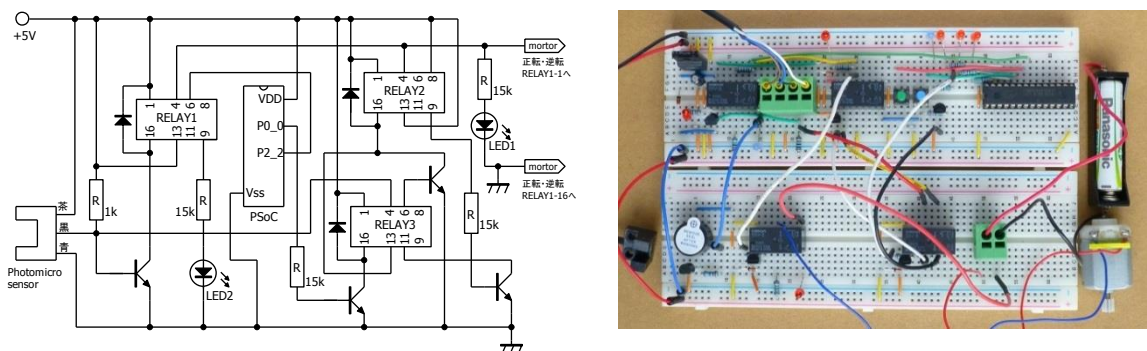 +5V
1
4
6
8
RELAY1
16
13
11
9
VDD
P0_0
P2_2
Vss
PSoC
1
4
6
8
RELAY2
16
13
11
9
R
15k
LED1
mortor
正転・逆転
RELAY1-1へ
mortor
正転・逆転
RELAY1-16へ
1
4
6
8
RELAY3
16
13
11
9
R
15k
R
1k
R
15k
LED2
R
15k
茶
黒
青
Photomicro
sensor
Panasonic